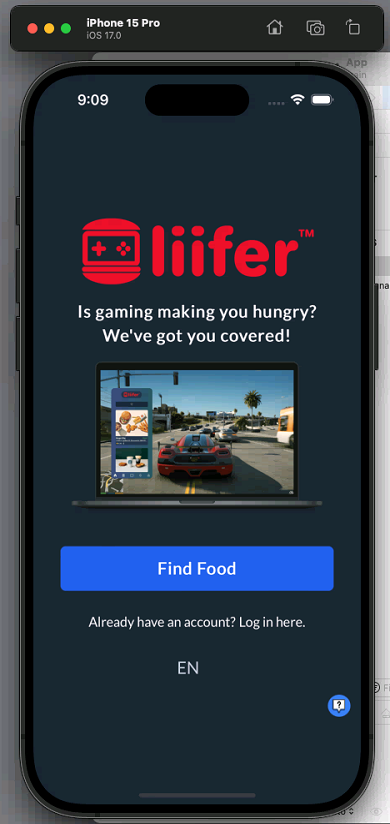 iPhone 15 Pro
iOS 17.0
App
9:09
liifer™
Is gaming making you hungry?
We've got you covered!
liifer
Find Food
Already have an account? Log in here.
EN
?